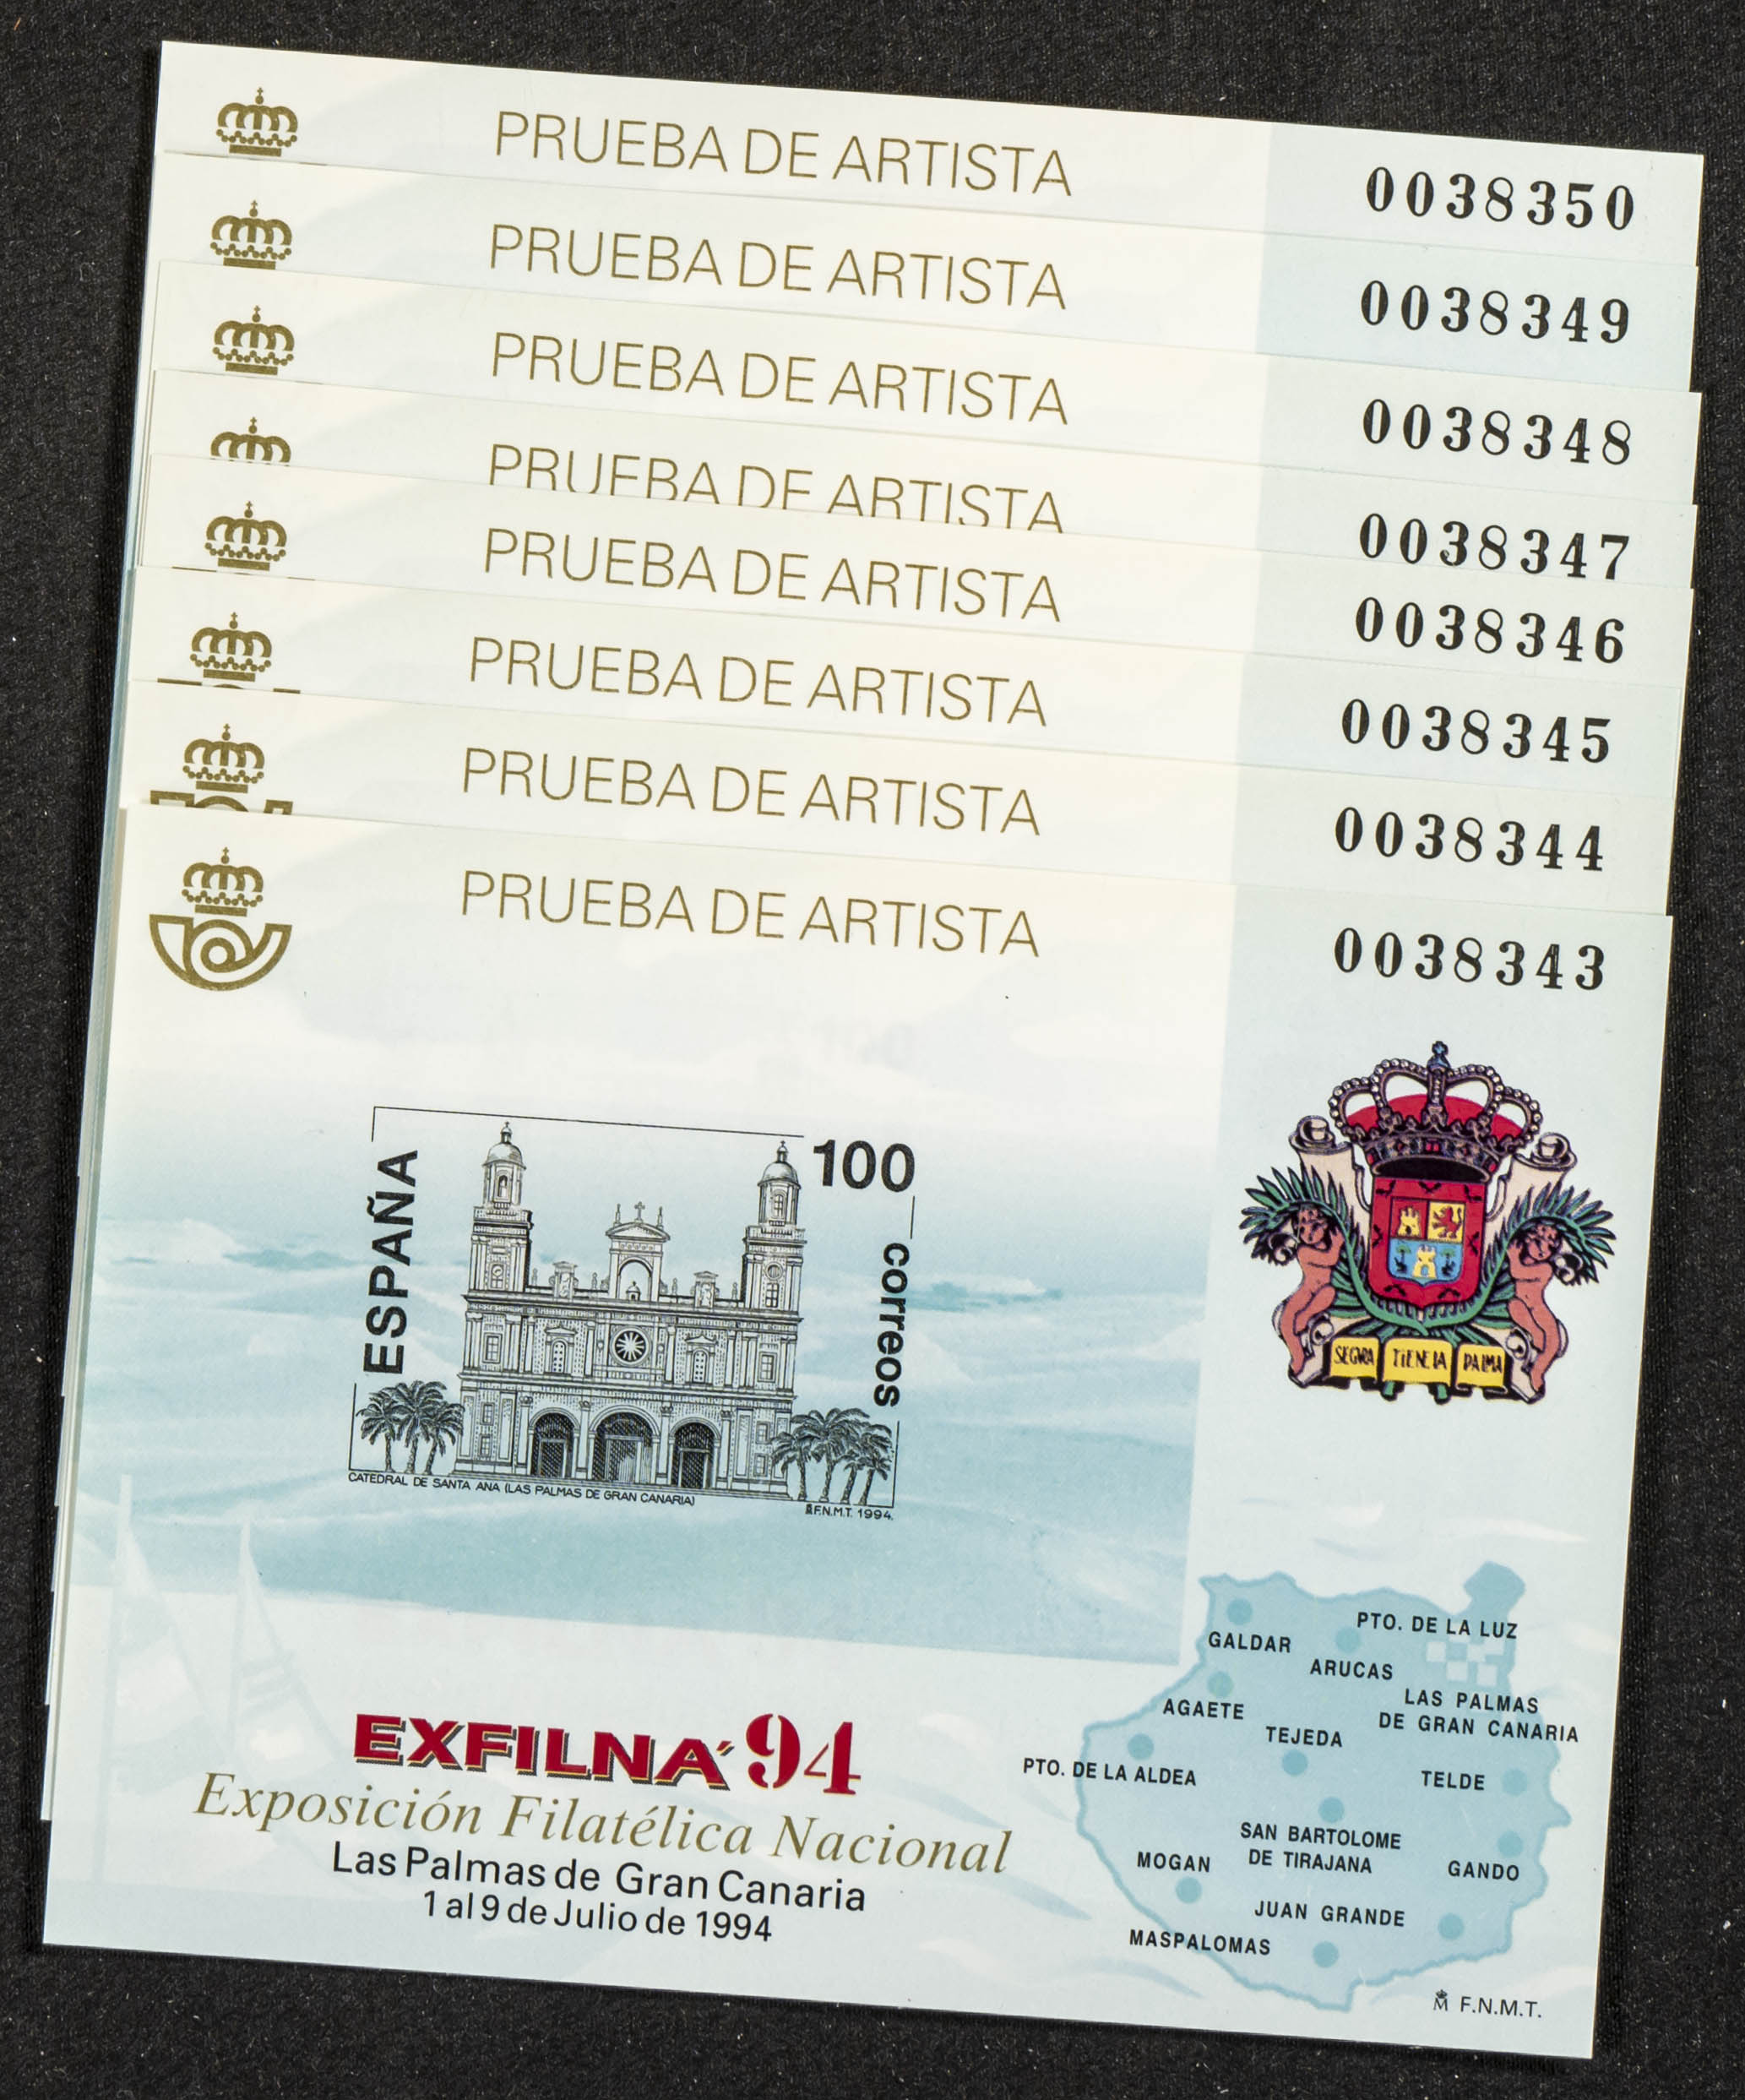 PRUEBA DE ARTISTA 0038350
PRUEBA DE ARTISTA 0038349
PRUEBA DE ARTISTA 0038348
PRUEBA DE ARTISTA 0038347
PRUEBA DE ARTISTA 0038346
PRUEBA DE ARTISTA 0038345
PRUEBA DE ARTISTA 0038344
PRUEBA DE ARTISTA 0038343
ESPAÑA
100
correos
CATEDRAL DE SANTA ANA (LAS PALMAS DE GRAN CANARIA)
F.N.M.T. 1994.
SEGURA TIENE LA PALMA
PTO. DE LA LUZ
GALDAR
ARUCAS
AGAETE
LAS PALMAS
DE GRAN CANARIA
TEJEDA
PTO. DE LA ALDEA
TELDE
SAN BARTOLOME
DE TIRAJANA
MOGAN
GANDO
JUAN GRANDE
MASPALOMAS
EXFILNA´94
Exposición Filatélica Nacional
Las Palmas de Gran Canaria
1 al 9 de Julio de 1994
M F.N.M.T.